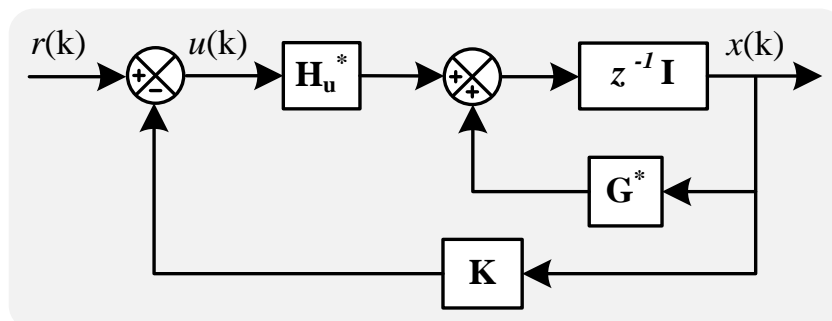 r(k)
u(k)
H_u^*
z^{-1} I
x(k)
+
−
+
+
G^*
K